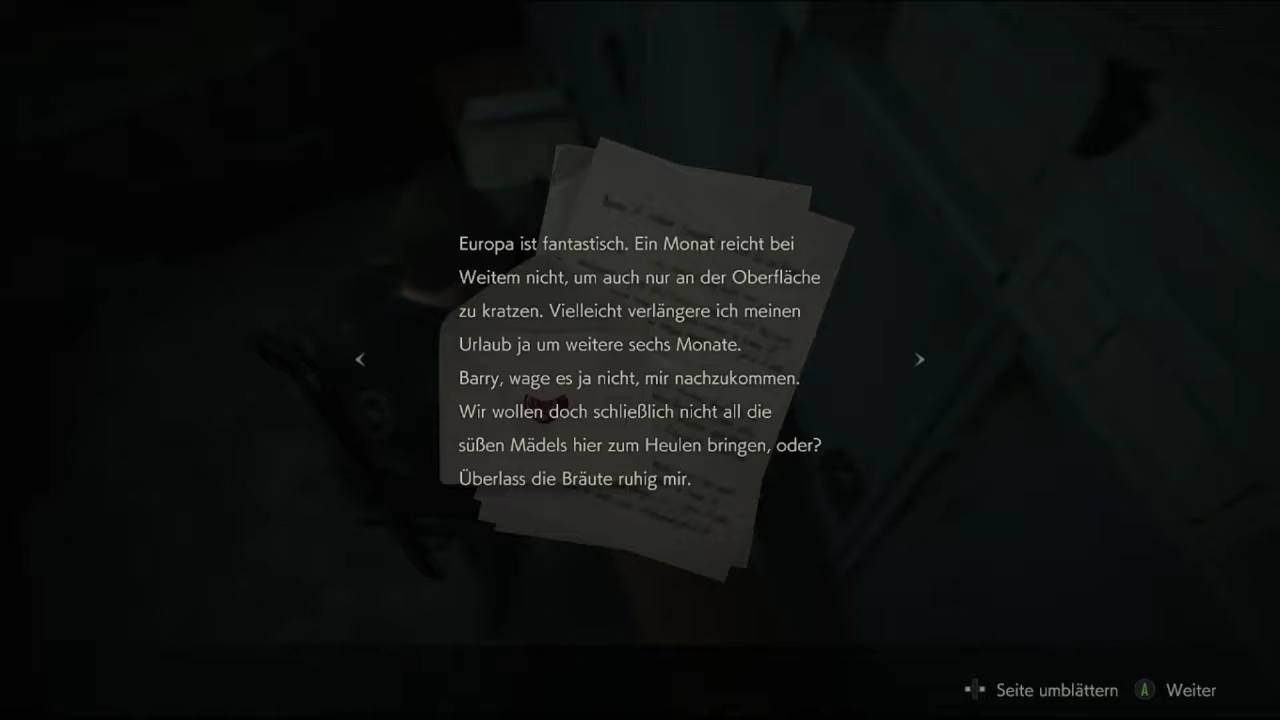 Europa ist fantastisch. Ein Monat reicht bei
Weitem nicht, um auch nur an der Oberfläche
zu kratzen. Vielleicht verlängere ich meinen
Urlaub ja um weitere sechs Monate.
Barry, wage es ja nicht, mir nachzukommen.
Wir wollen doch schließlich nicht all die
süßen Mädels hier zum Heulen bringen, oder?
Überlass die Bräute ruhig mir.
Seite umblättern A Weiter